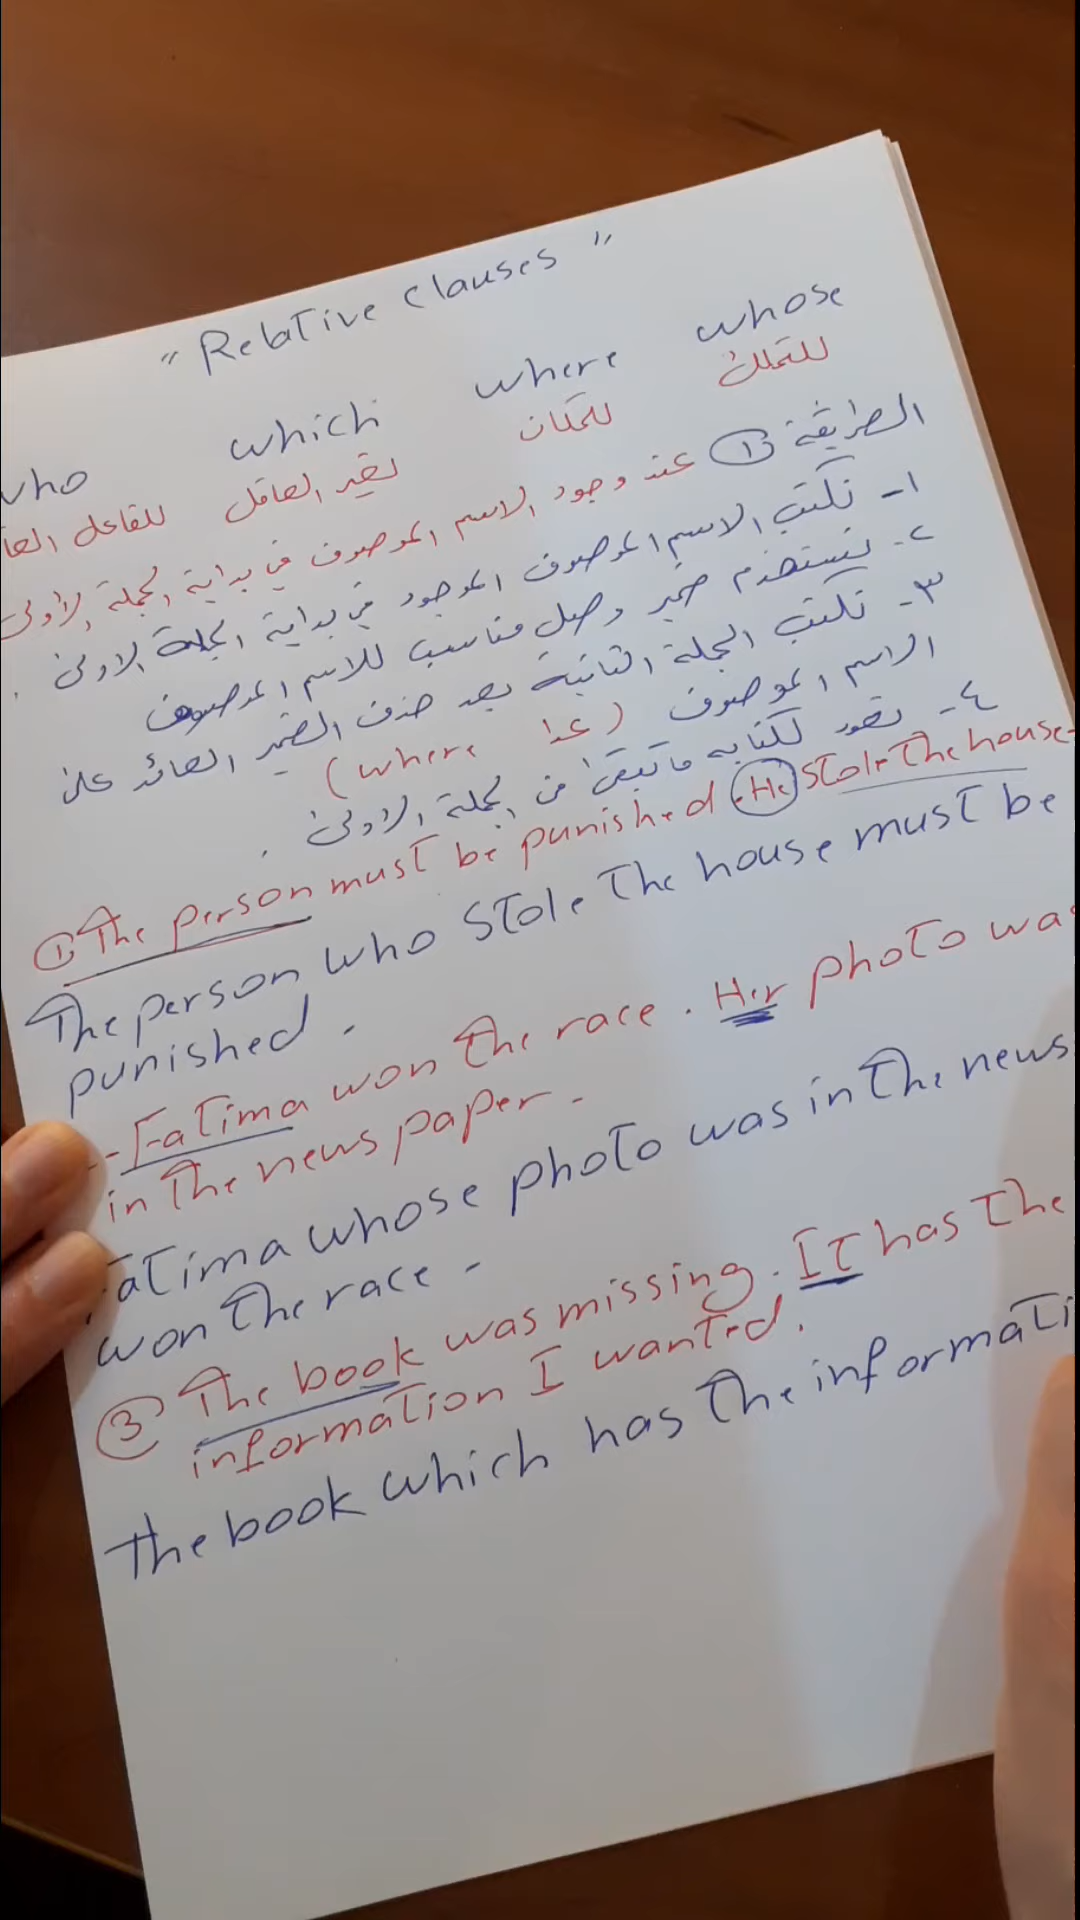 " Relative Clauses "
who which where whose
للفاعل العا لغير العاقل للمكان للتملك
الطريقة ① عند وجود الاسم الموصوف في بداية الجملة الأولى
١- نكتب الاسم الموصوف الموجود في بداية الجملة الاولى .
٢- نستخدم ضمير وصل مناسب للاسم الموصوف
٣- نكتب الجملة الثانية بعد حذف الضمير العائد على
الاسم الموصوف ( عدا where )
٤- نعود لكتابة ما تبقى من الجملة الاولى .
① The person must be punished . He stole the house.
The person who stole the house must be
punished .
Fatima won the race . Her photo was
in the news paper .
Fatima whose photo was in the news
won the race .
③ The book was missing . It has the
information I wanted .
The book which has the informati